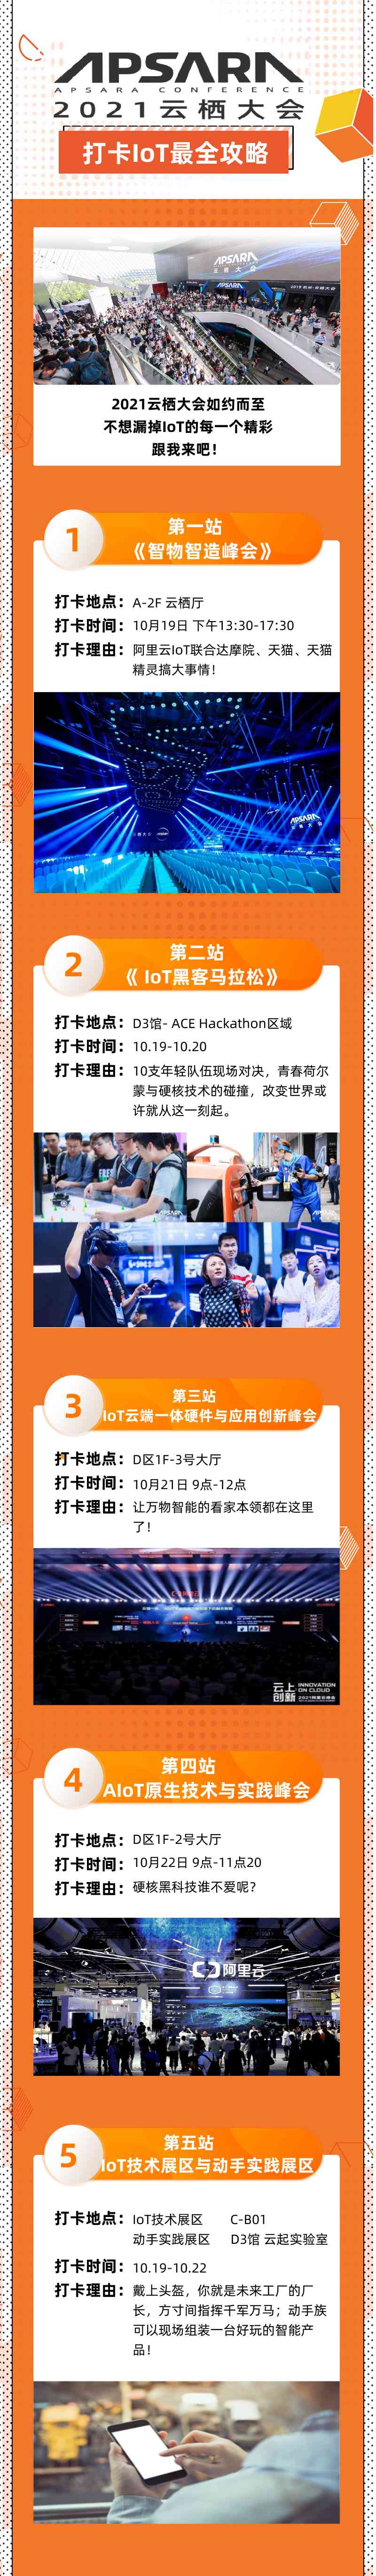 APSARA
APSARA CONFERENCE
2021云栖大会
打卡IoT最全攻略
APSARA
云栖大会
APSARA
2019 杭州·云栖大会
2021云栖大会如约而至
不想漏掉IoT的每一个精彩
跟我来吧！
1
第一站
《智物智造峰会》
打卡地点：A-2F 云栖厅
打卡时间：10月19日 下午13:30-17:30
打卡理由：阿里云IoT联合达摩院、天猫、天猫
精灵搞大事情！
APSARA
云栖大会
2
第二站
《 IoT黑客马拉松》
打卡地点：D3馆- ACE Hackathon区域
打卡时间：10.19-10.20
打卡理由：10支年轻队伍现场对决，青春荷尔
蒙与硬核技术的碰撞，改变世界或
许就从这一刻起。
APSARA
APSARA
3
第三站
IoT云端一体硬件与应用创新峰会
打卡地点：D区1F-3号大厅
打卡时间：10月21日 9点-12点
打卡理由：让万物智能的看家本领都在这里
了！
云上 INNOVATION
创新 ON CLOUD
4
第四站
AIoT原生技术与实践峰会
打卡地点：D区1F-2号大厅
打卡时间：10月22日 9点-11点20
打卡理由：硬核黑科技谁不爱呢？
阿里云
5
第五站
IoT技术展区与动手实践展区
打卡地点：IoT技术展区 C-B01
动手实践展区 D3馆 云起实验室
打卡时间：10.19-10.22
打卡理由：戴上头盔，你就是未来工厂的厂
长，方寸间指挥千军万马；动手族
可以现场组装一台好玩的智能产
品！